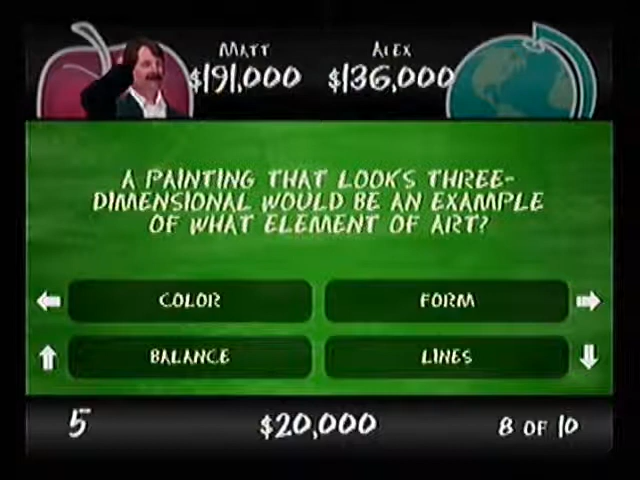 MATT ALEX
$191,000 $136,000
A PAINTING THAT LOOKS THREE-
DIMENSIONAL WOULD BE AN EXAMPLE
OF WHAT ELEMENT OF ART?
COLOR FORM
BALANCE LINES
5 $20,000 8 OF 10